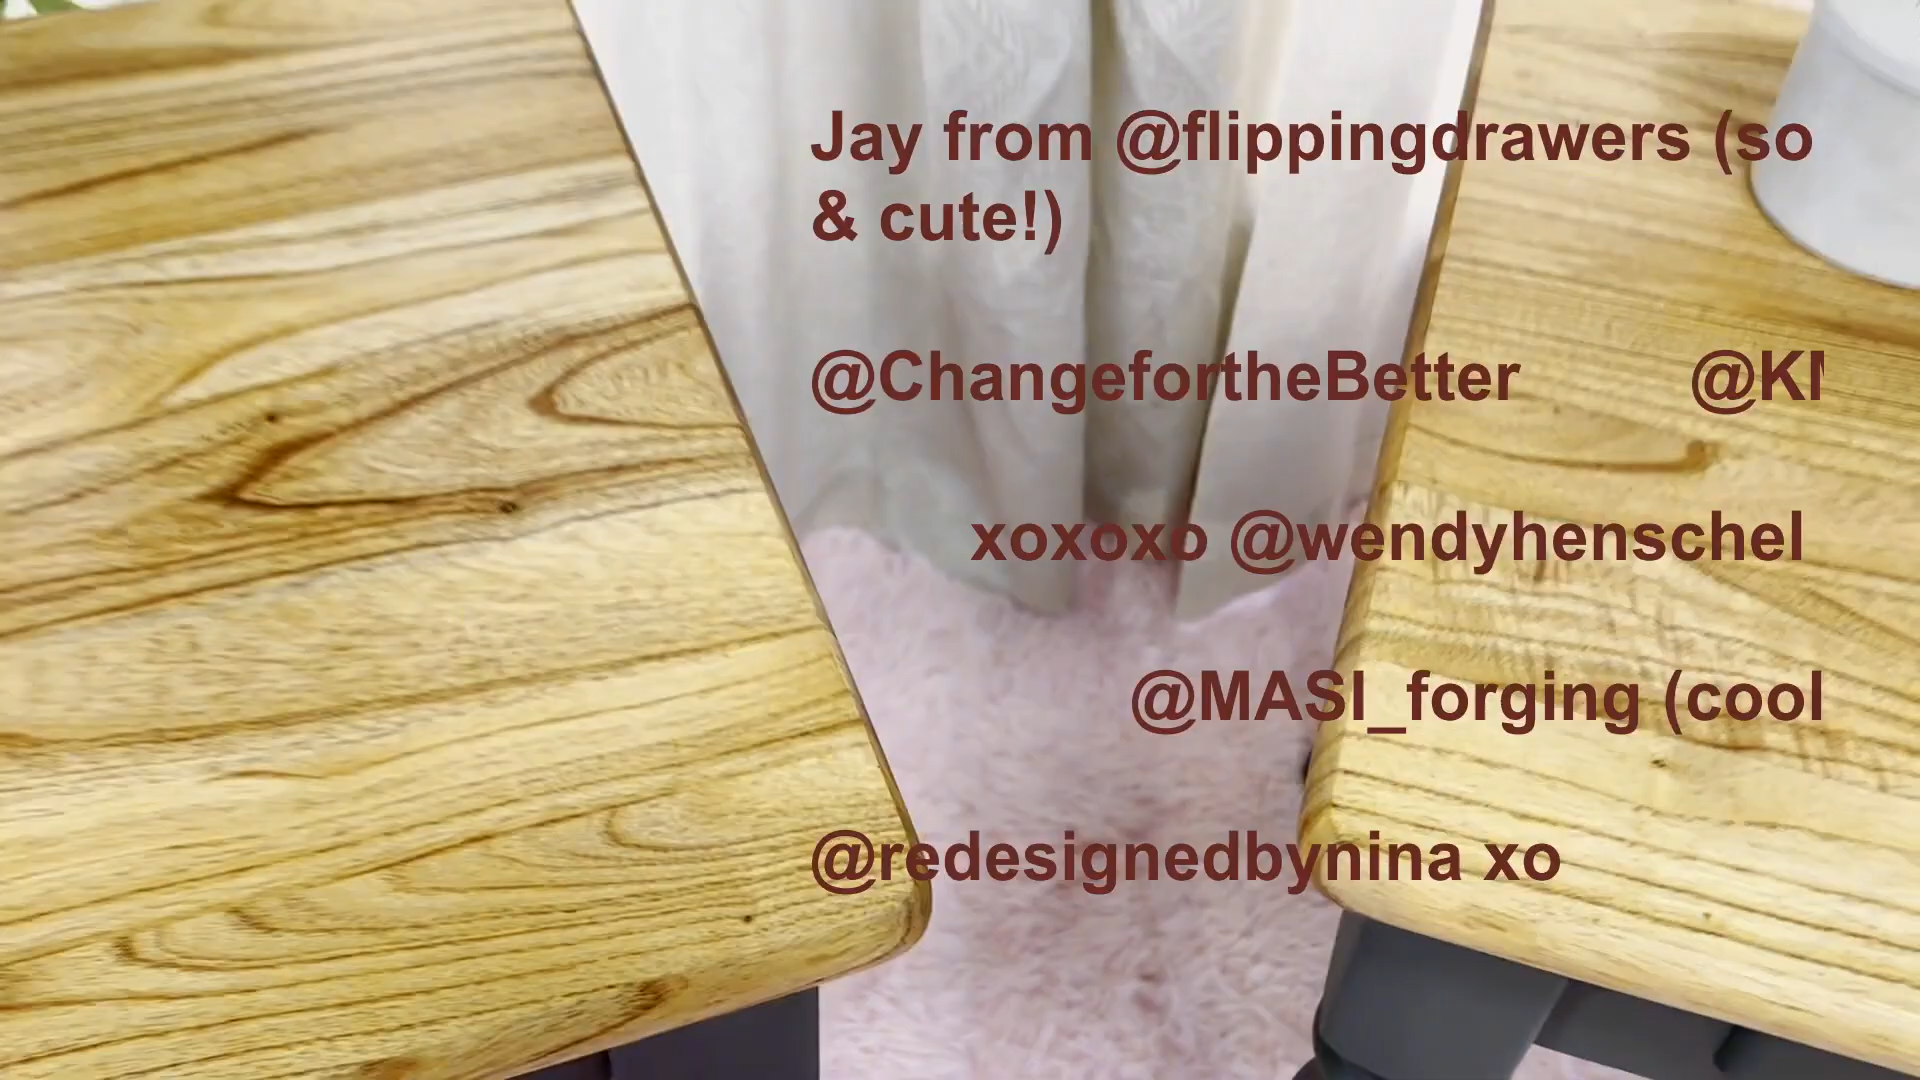 Jay from @flippingdrawers (so
& cute!)
@ChangefortheBetter
xoxoxo @wendyhenschel
@MASI_forging (cool
@redesignedbynina xo